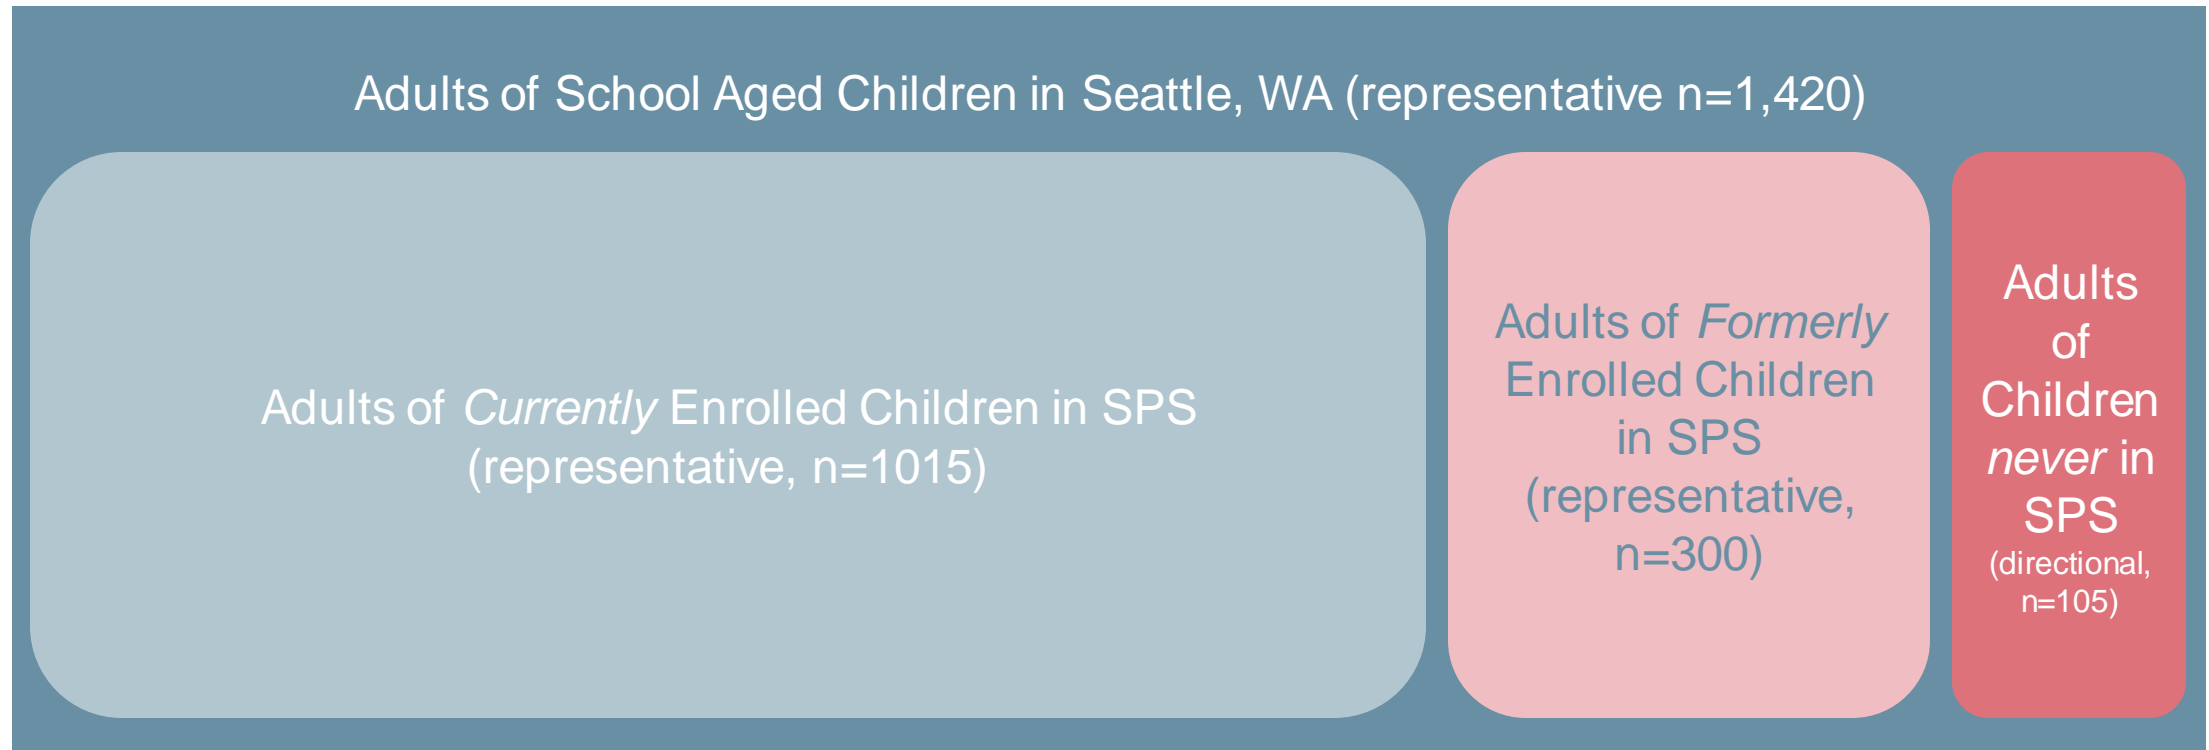 Adults of School Aged Children in Seattle, WA (representative n=1,420)
Adults of Currently Enrolled Children in SPS
(representative, n=1015)
Adults of Formerly
Enrolled Children
in SPS
(representative,
n=300)
Adults
of
Children
never in
SPS
(directional,
n=105)